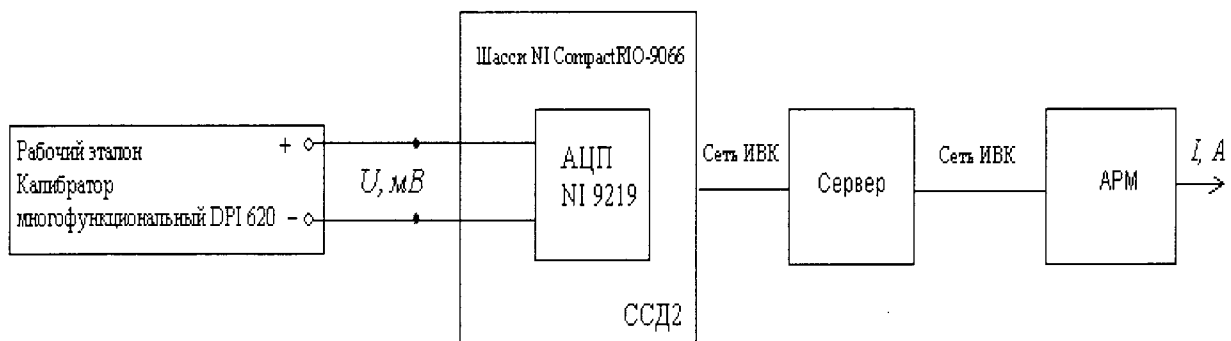 Шасси NI CompactRIO-9066
Рабочий эталон
Калибратор
многофункциональный DPI 620
+
−
U, мВ
АЦП
NI 9219
ССД2
Сеть ИВК
Сервер
Сеть ИВК
АРМ
I, А